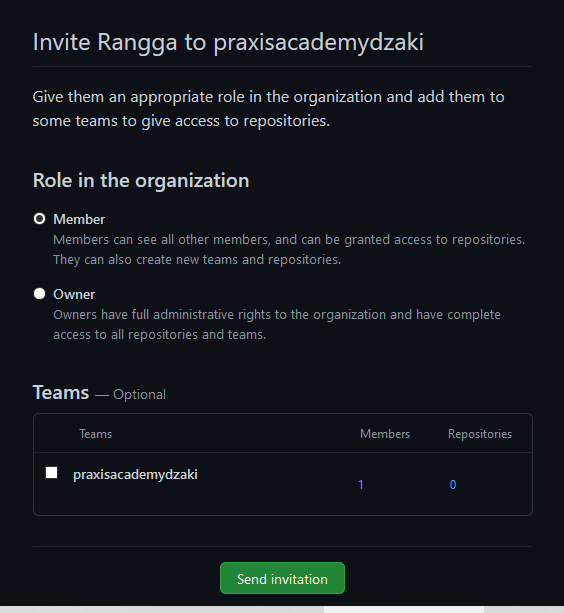 Invite Rangga to praxisacademydzaki
Give them an appropriate role in the organization and add them to
some teams to give access to repositories.
Role in the organization
Member
Members can see all other members, and can be granted access to repositories.
They can also create new teams and repositories.
Owner
Owners have full administrative rights to the organization and have complete
access to all repositories and teams.
Teams — Optional
Teams Members Repositories
praxisacademydzaki 1 0
Send invitation